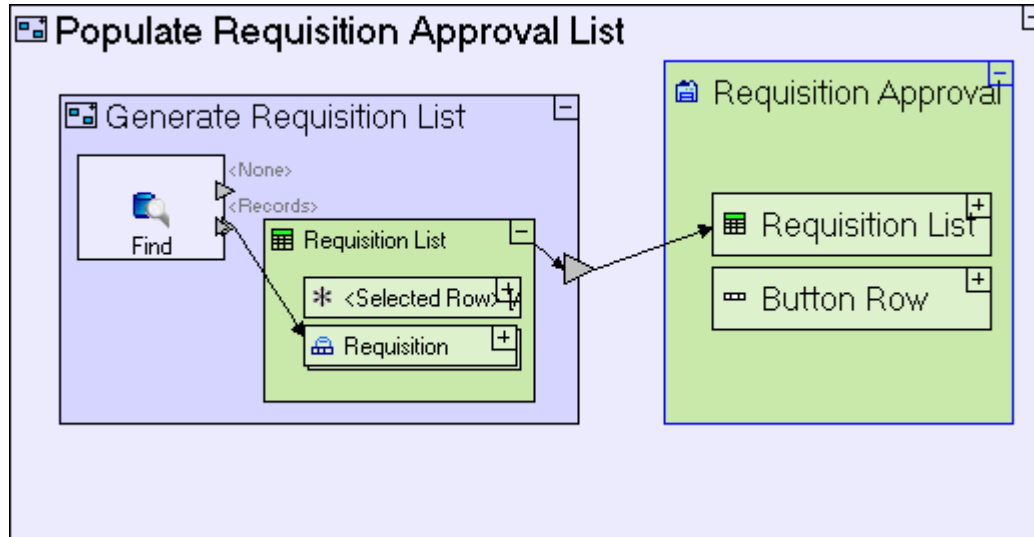 Populate Requisition Approval List
Requisition Approval
Generate Requisition List
<None>
<Records>
Find
Requisition List
<Selected Row>
Requisition
Requisition List
Button Row